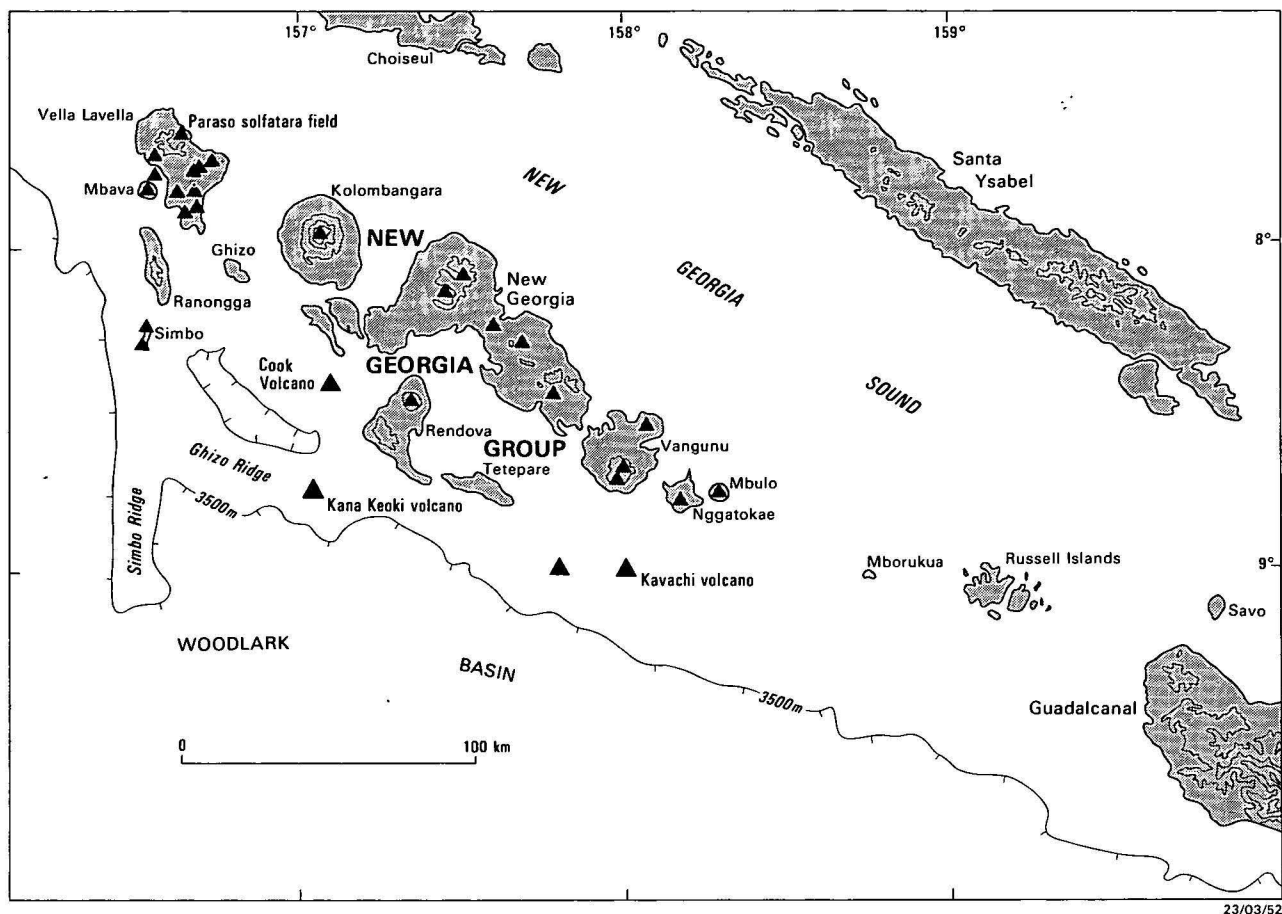 157°
158°
159°
Choiseul
Vella Lavella
Paraso solfatara field
Mbava
Kolombangara
NEW
Santa
Ysabel
Ghizo
NEW
8°
Ranongga
New
Georgia
GEORGIA
Simbo
Cook
Volcano
GEORGIA
SOUND
Rendova
GROUP
Vangunu
Tetepare
Ghizo Ridge
Mbulo
Kana Keoki volcano
Nggatokae
3500m
Simbo Ridge
Mborukua
Russell Islands
9°
Kavachi volcano
Savo
WOODLARK
BASIN
3500m
Guadalcanal
0
100 km
23/03/52